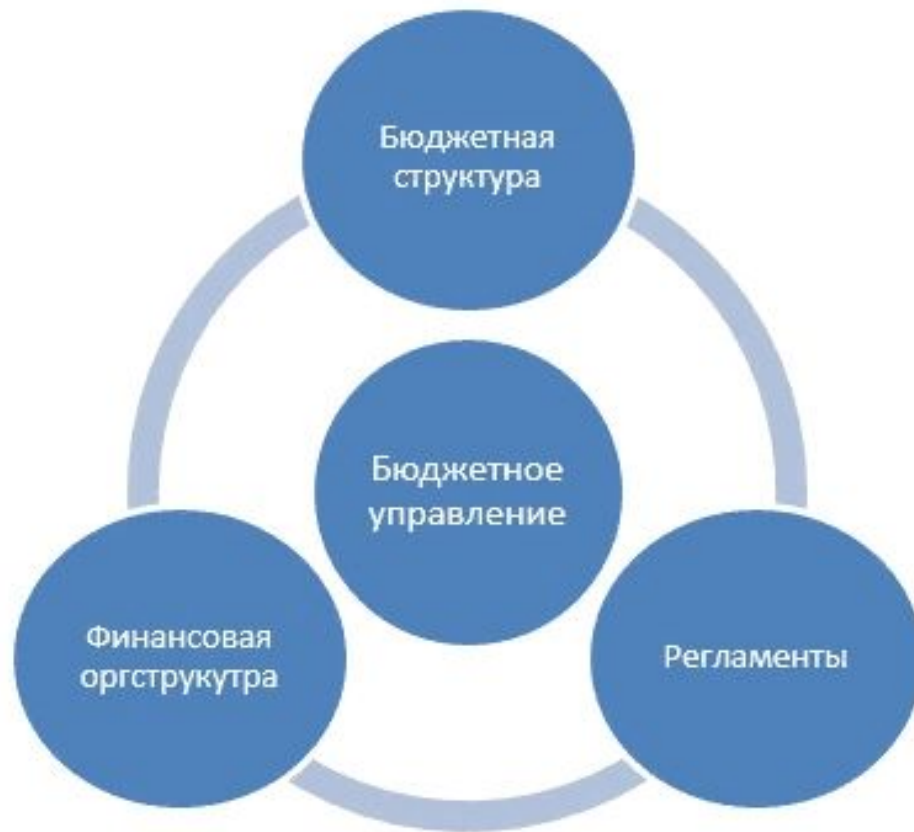 Бюджетная
структура
Бюджетное
управление
Финансовая
оргструкутра
Регламенты